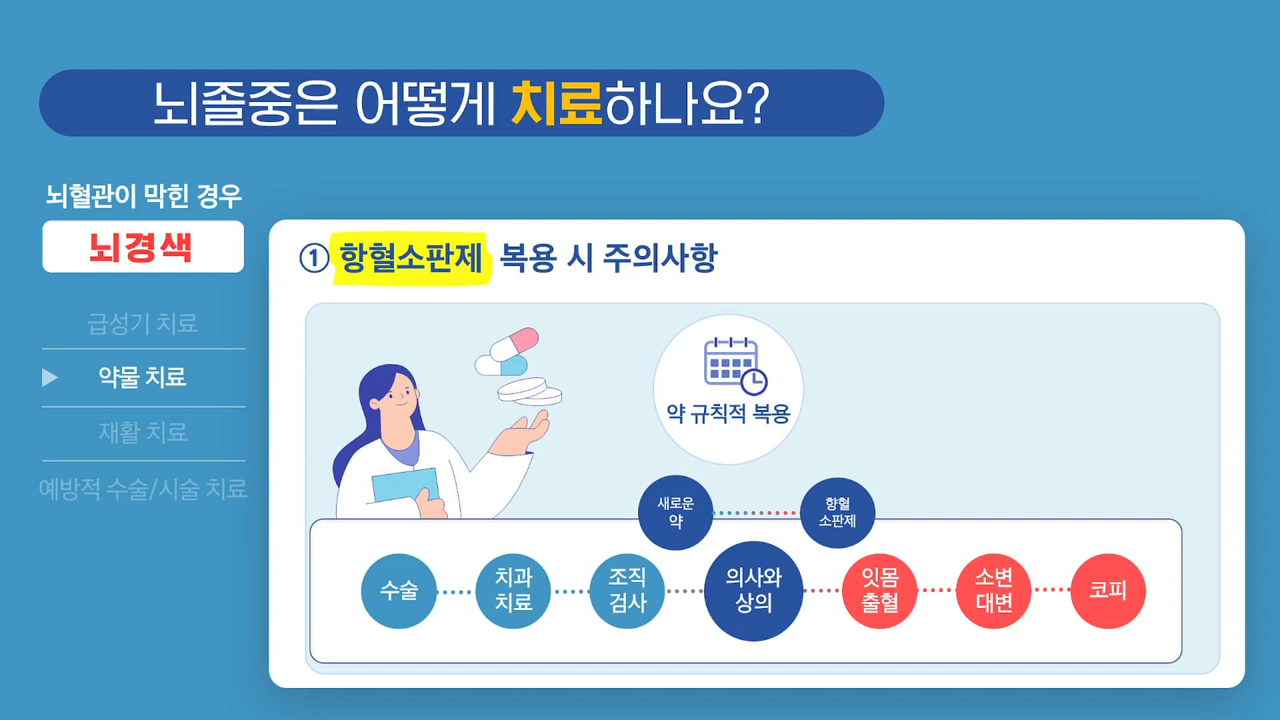 뇌졸중은 어떻게 치료하나요?
뇌혈관이 막힌 경우
뇌경색
급성기 치료
약물 치료
재활 치료
예방적 수술/시술 치료
① 항혈소판제 복용 시 주의사항
약 규칙적 복용
새로운
약
향혈
소판제
수술
치과
치료
조직
검사
의사와
상의
잇몸
출혈
소변
대변
코피